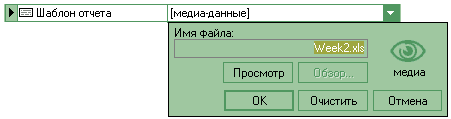 Шаблон отчета [медиа-данные]
Имя Файла:
Week2.xls
Просмотр Обзор... медиа
OK Очистить Отмена